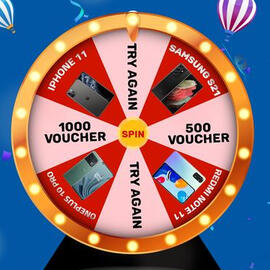 TRY AGAIN
IPHONE 11
SAMSUNG S21
1000
VOUCHER
SPIN
500
VOUCHER
ONEPLUS 10 PRO
TRY AGAIN
REDMI NOTE 11